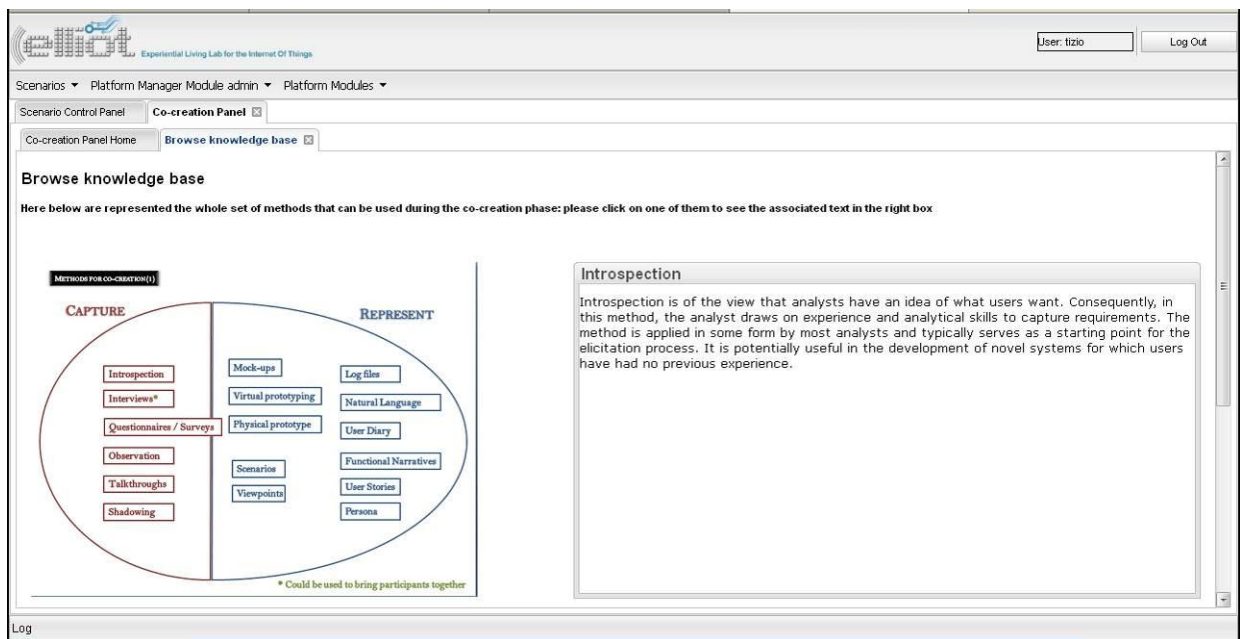 elliot Experiential Living Lab for the Internet Of Things
User: tizio
Log Out
Scenarios Platform Manager Module admin Platform Modules
Scenario Control Panel Co-creation Panel
Co-creation Panel Home Browse knowledge base
Browse knowledge base
Here below are represented the whole set of methods that can be used during the co-creation phase: please click on one of them to see the associated text in the right box
METHODS FOR CO-CREATION(1)
CAPTURE
Introspection
Interviews*
Questionnaires / Surveys
Observation
Talkthroughs
Shadowing
REPRESENT
Mock-ups
Virtual prototyping
Physical prototype
Scenarios
Viewpoints
Log files
Natural Language
User Diary
Functional Narratives
User Stories
Persona
* Could be used to bring participants together
Introspection
Introspection is of the view that analysts have an idea of what users want. Consequently, in
this method, the analyst draws on experience and analytical skills to capture requirements. The
method is applied in some form by most analysts and typically serves as a starting point for the
elicitation process. It is potentially useful in the development of novel systems for which users
have had no previous experience.
Log